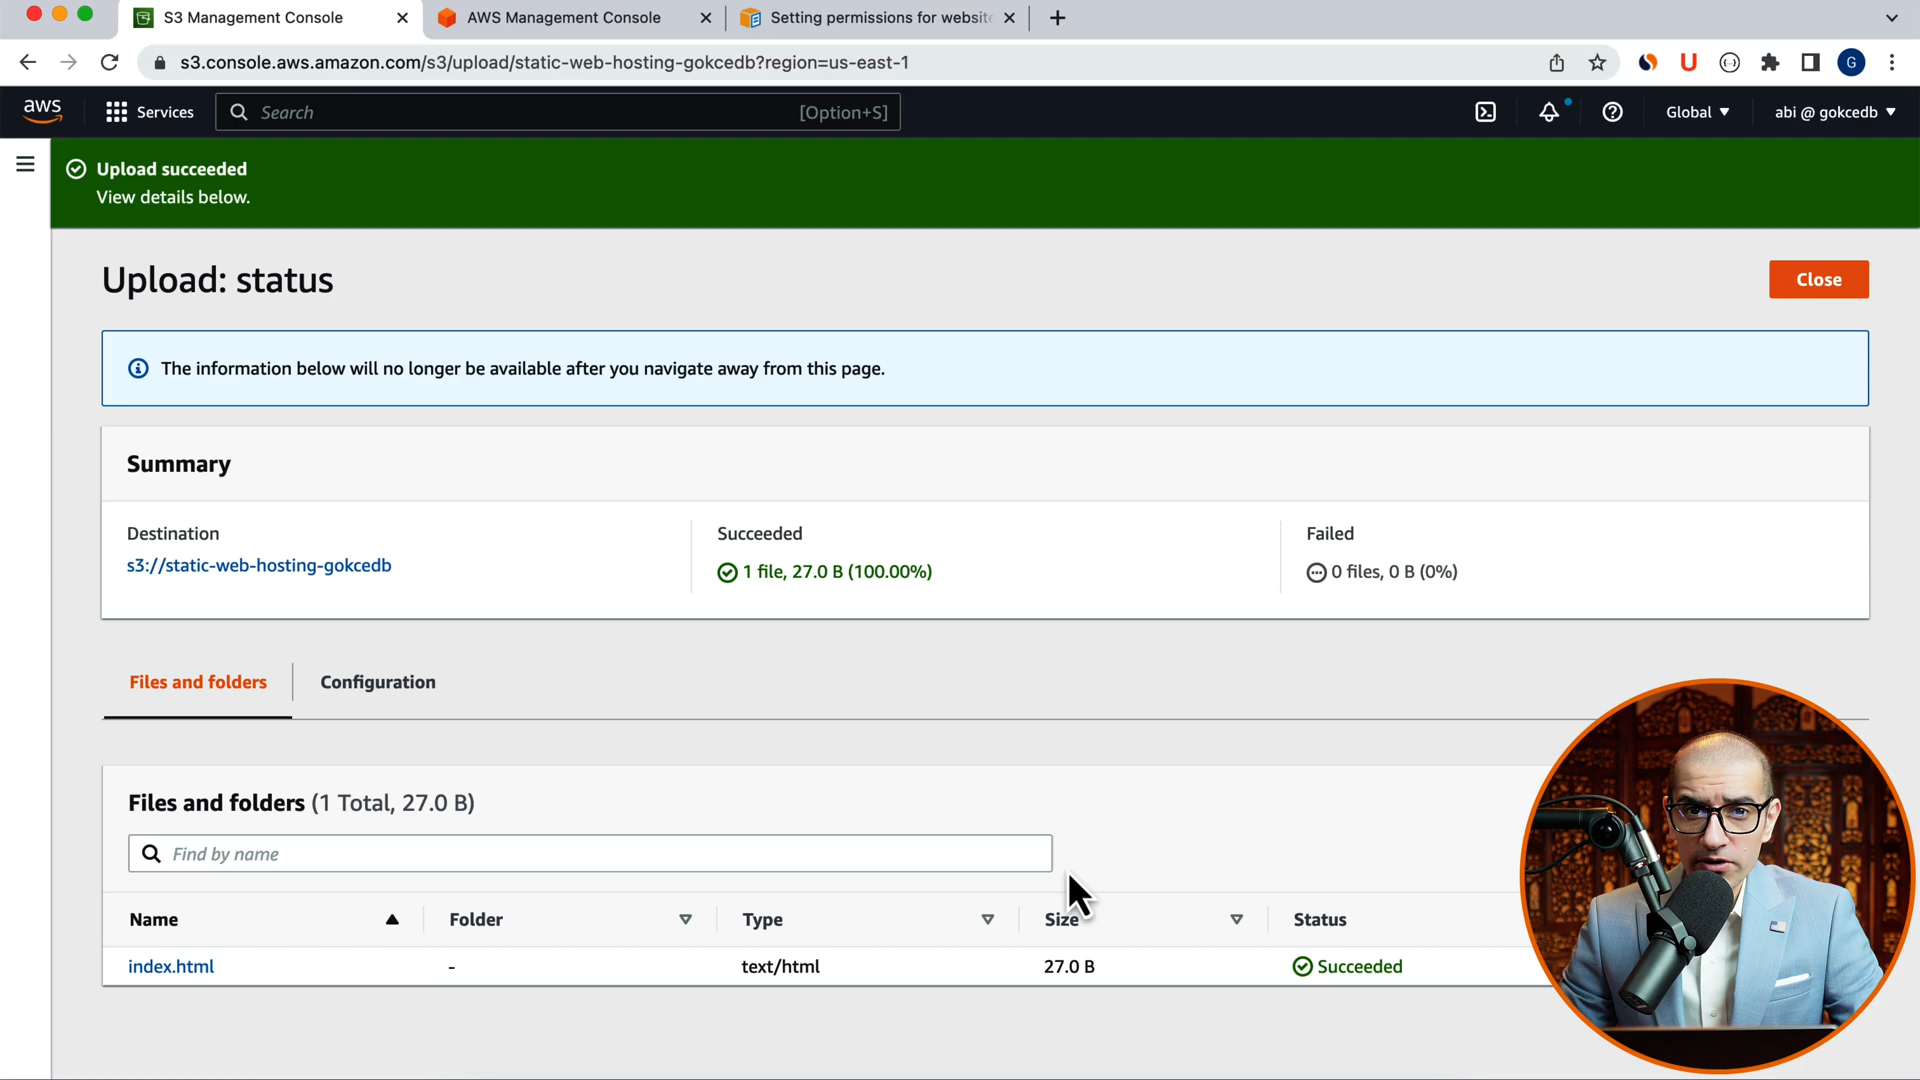 S3 Management Console
AWS Management Console
Setting permissions for websit
s3.console.aws.amazon.com/s3/upload/static-web-hosting-gokcedb?region=us-east-1
G
aws
Services
Search
[Option+S]
Global
abi @ gokcedb
Upload succeeded
View details below.
Upload: status
Close
The information below will no longer be available after you navigate away from this page.
Summary
Destination
s3://static-web-hosting-gokcedb
Succeeded
1 file, 27.0 B (100.00%)
Failed
0 files, 0 B (0%)
Files and folders
Configuration
Files and folders (1 Total, 27.0 B)
Find by name
Name
Folder
Type
Size
Status
index.html
-
text/html
27.0 B
Succeeded